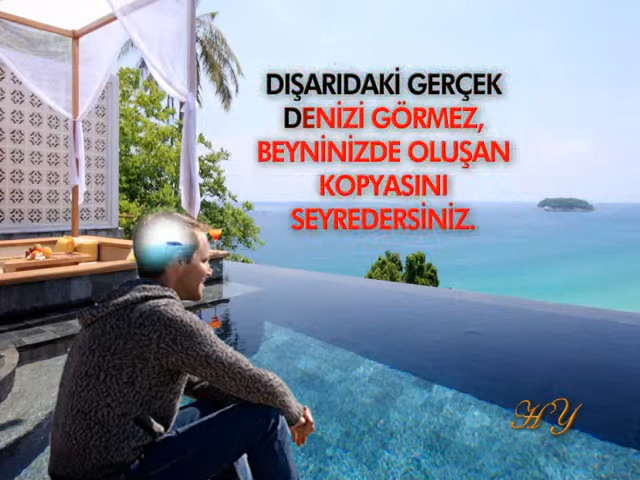 DIŞARIDAKİ GERÇEK
DENİZİ GÖRMEZ,
BEYNİNİZDE OLUŞAN
KOPYASINI
SEYREDERSİNİZ.
HY